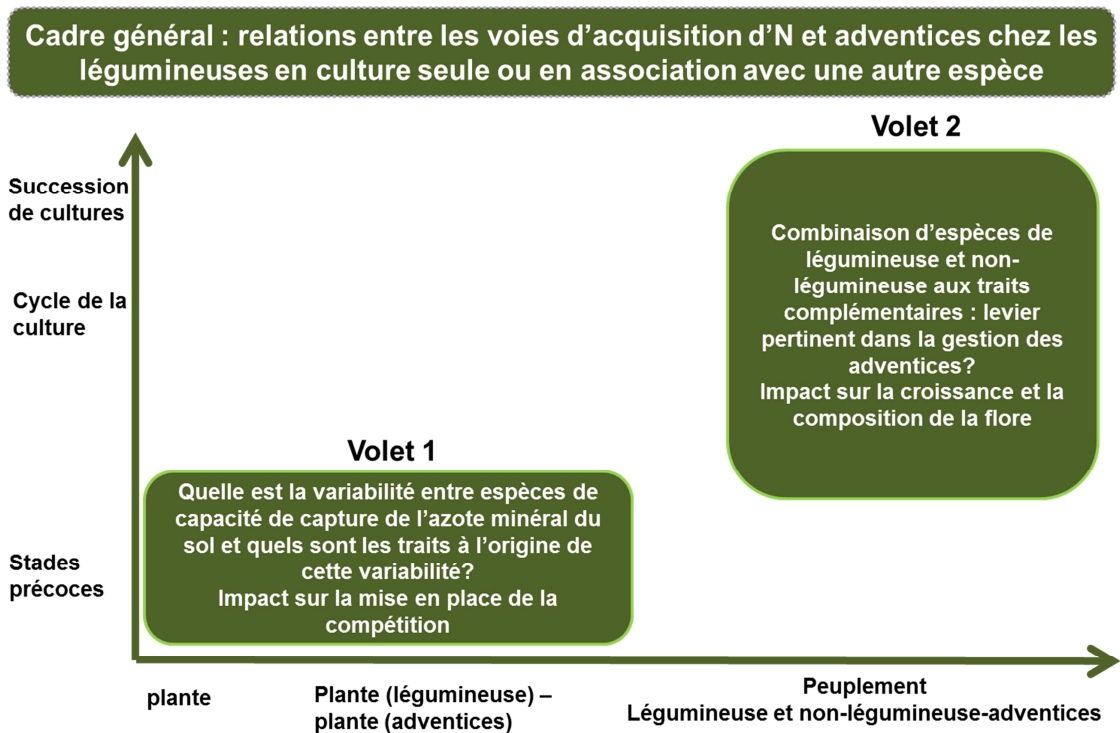 Cadre général : relations entre les voies d’acquisition d’N et adventices chez les
légumineuses en culture seule ou en association avec une autre espèce
Volet 2
Succession
de cultures
Combinaison d’espèces de
légumineuse et non-
légumineuse aux traits
complémentaires : levier
pertinent dans la gestion des
adventices?
Impact sur la croissance et la
composition de la flore
Cycle de la
culture
Volet 1
Quelle est la variabilité entre espèces de
capacité de capture de l’azote minéral du
sol et quels sont les traits à l’origine de
cette variabilité?
Impact sur la mise en place de la
compétition
Stades
précoces
plante
Plante (légumineuse) –
plante (adventices)
Peuplement
Légumineuse et non-légumineuse-adventices